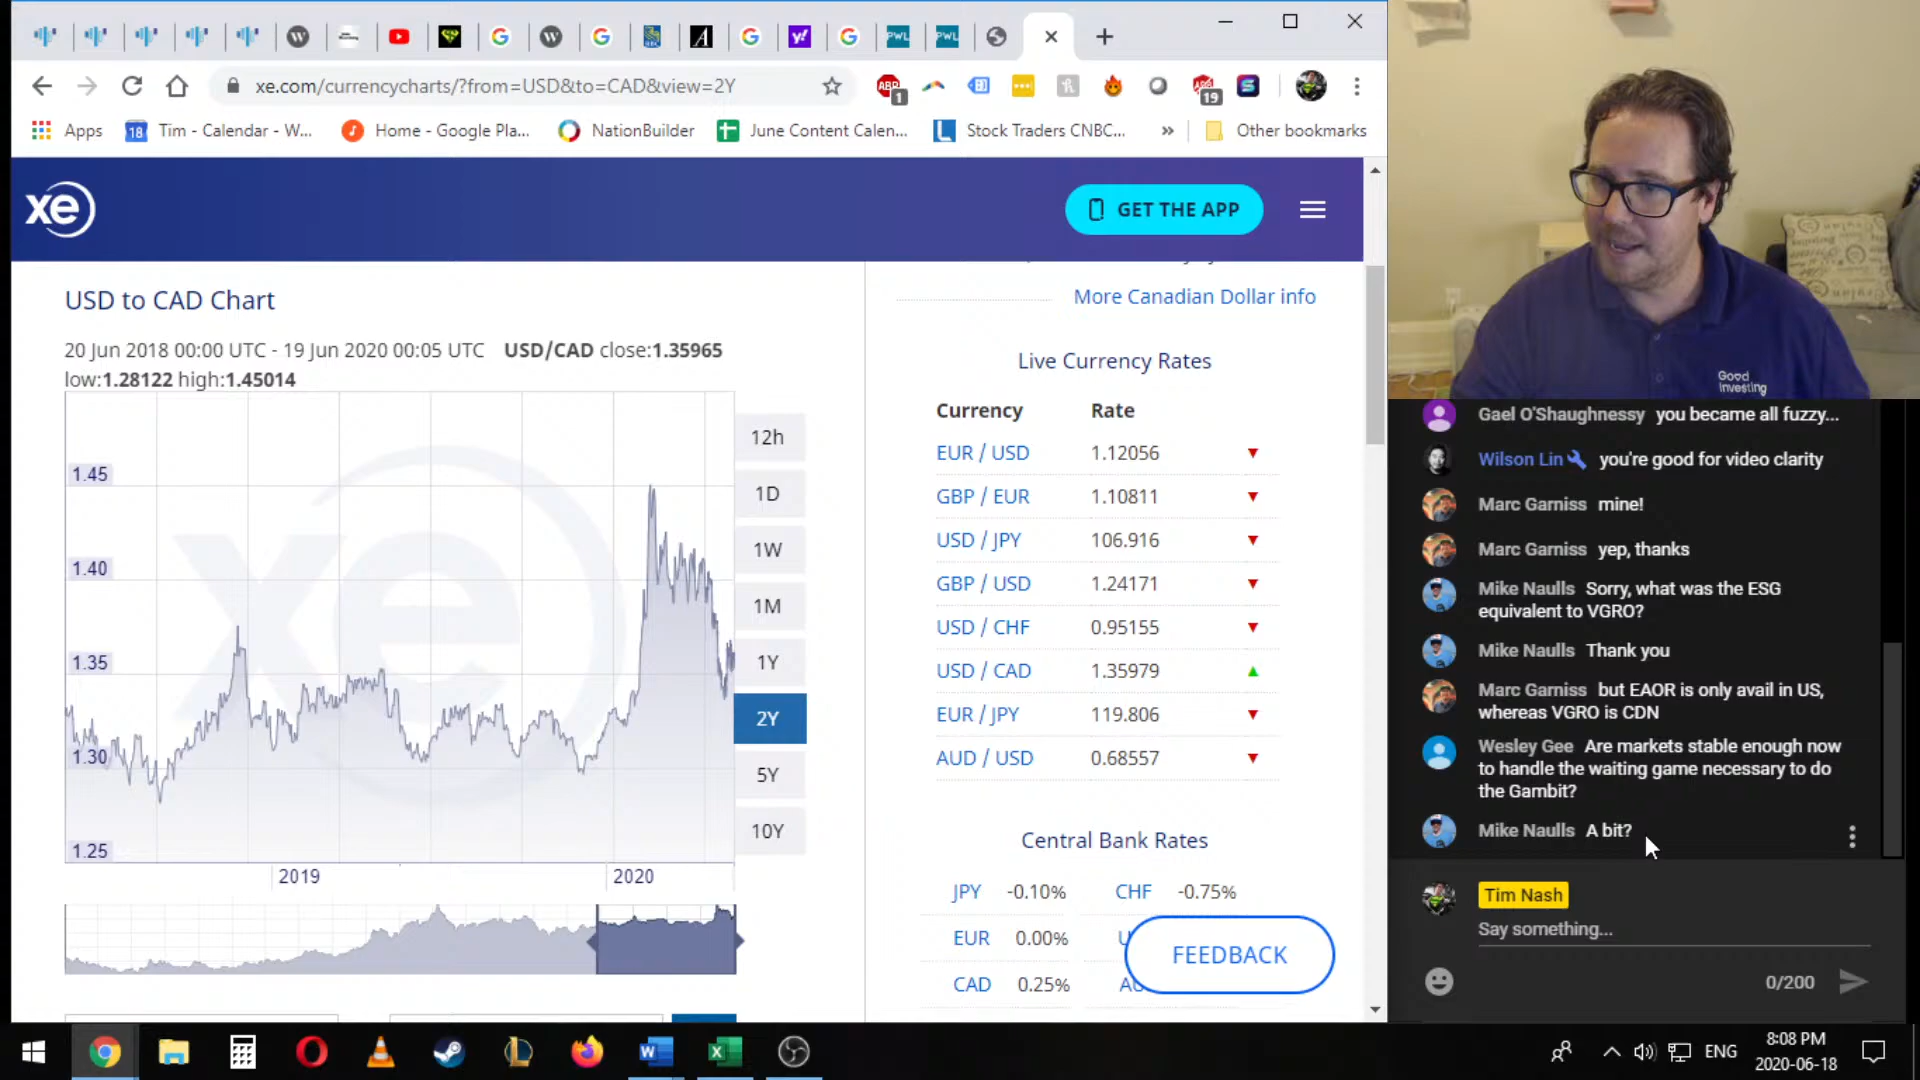 xe.com/currencycharts/?from=USD&to=CAD&view=2Y
Apps
18
Tim - Calendar - W...
Home - Google Pla...
NationBuilder
June Content Calen...
Stock Traders CNBC...
»
Other bookmarks
xe
GET THE APP
USD to CAD Chart
20 Jun 2018 00:00 UTC - 19 Jun 2020 00:05 UTC USD/CAD close:1.35965
low:1.28122 high:1.45014
1.45
1.40
1.35
1.30
1.25
2019
2020
12h
1D
1W
1M
1Y
2Y
5Y
10Y
More Canadian Dollar info
Live Currency Rates
Currency Rate
EUR / USD 1.12056
GBP / EUR 1.10811
USD / JPY 106.916
GBP / USD 1.24171
USD / CHF 0.95155
USD / CAD 1.35979
EUR / JPY 119.806
AUD / USD 0.68557
Central Bank Rates
JPY -0.10% CHF -0.75%
EUR 0.00%
CAD 0.25%
FEEDBACK
Good
Investing
Gael O'Shaughnessy you became all fuzzy...
Wilson Lin you're good for video clarity
Marc Garniss mine!
Marc Garniss yep, thanks
Mike Naulls Sorry, what was the ESG
equivalent to VGRO?
Mike Naulls Thank you
Marc Garniss but EAOR is only avail in US,
whereas VGRO is CDN
Wesley Gee Are markets stable enough now
to handle the waiting game necessary to do
the Gambit?
Mike Naulls A bit?
Tim Nash
Say something...
0/200
ENG
8:08 PM
2020-06-18